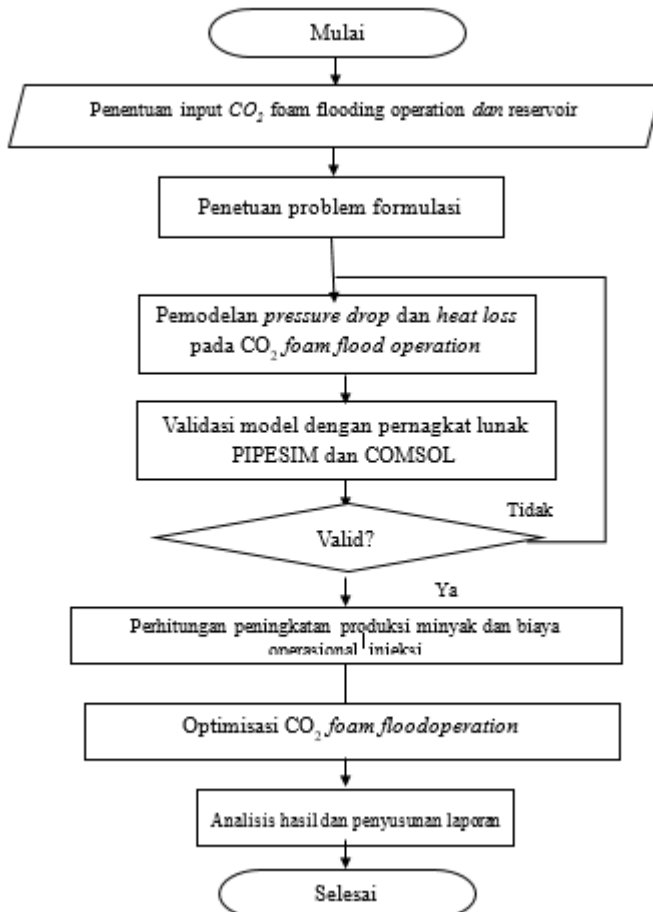 Mulai
Penentuan input CO₂ foam flooding operation dan reservoir
Penetuan problem formulasi
Pemodelan pressure drop dan heat loss
pada CO₂ foam flood operation
Validasi model dengan pernagkat lunak
PIPESIM dan COMSOL
Tidak
Valid?
Ya
Perhitungan peningkatan produksi minyak dan biaya
operasional injeksi
Optimisasi CO₂ foam floodoperation
Analisis hasil dan penyusunan laporan
Selesai